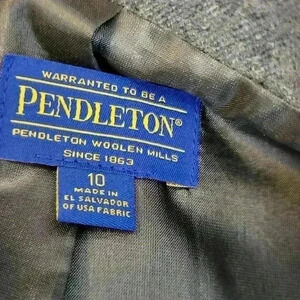 WARRANTED TO BE A
PENDLETON®
PENDLETON WOOLEN MILLS
SINCE 1863
10
MADE IN
EL SALVADOR
OF USA FABRIC